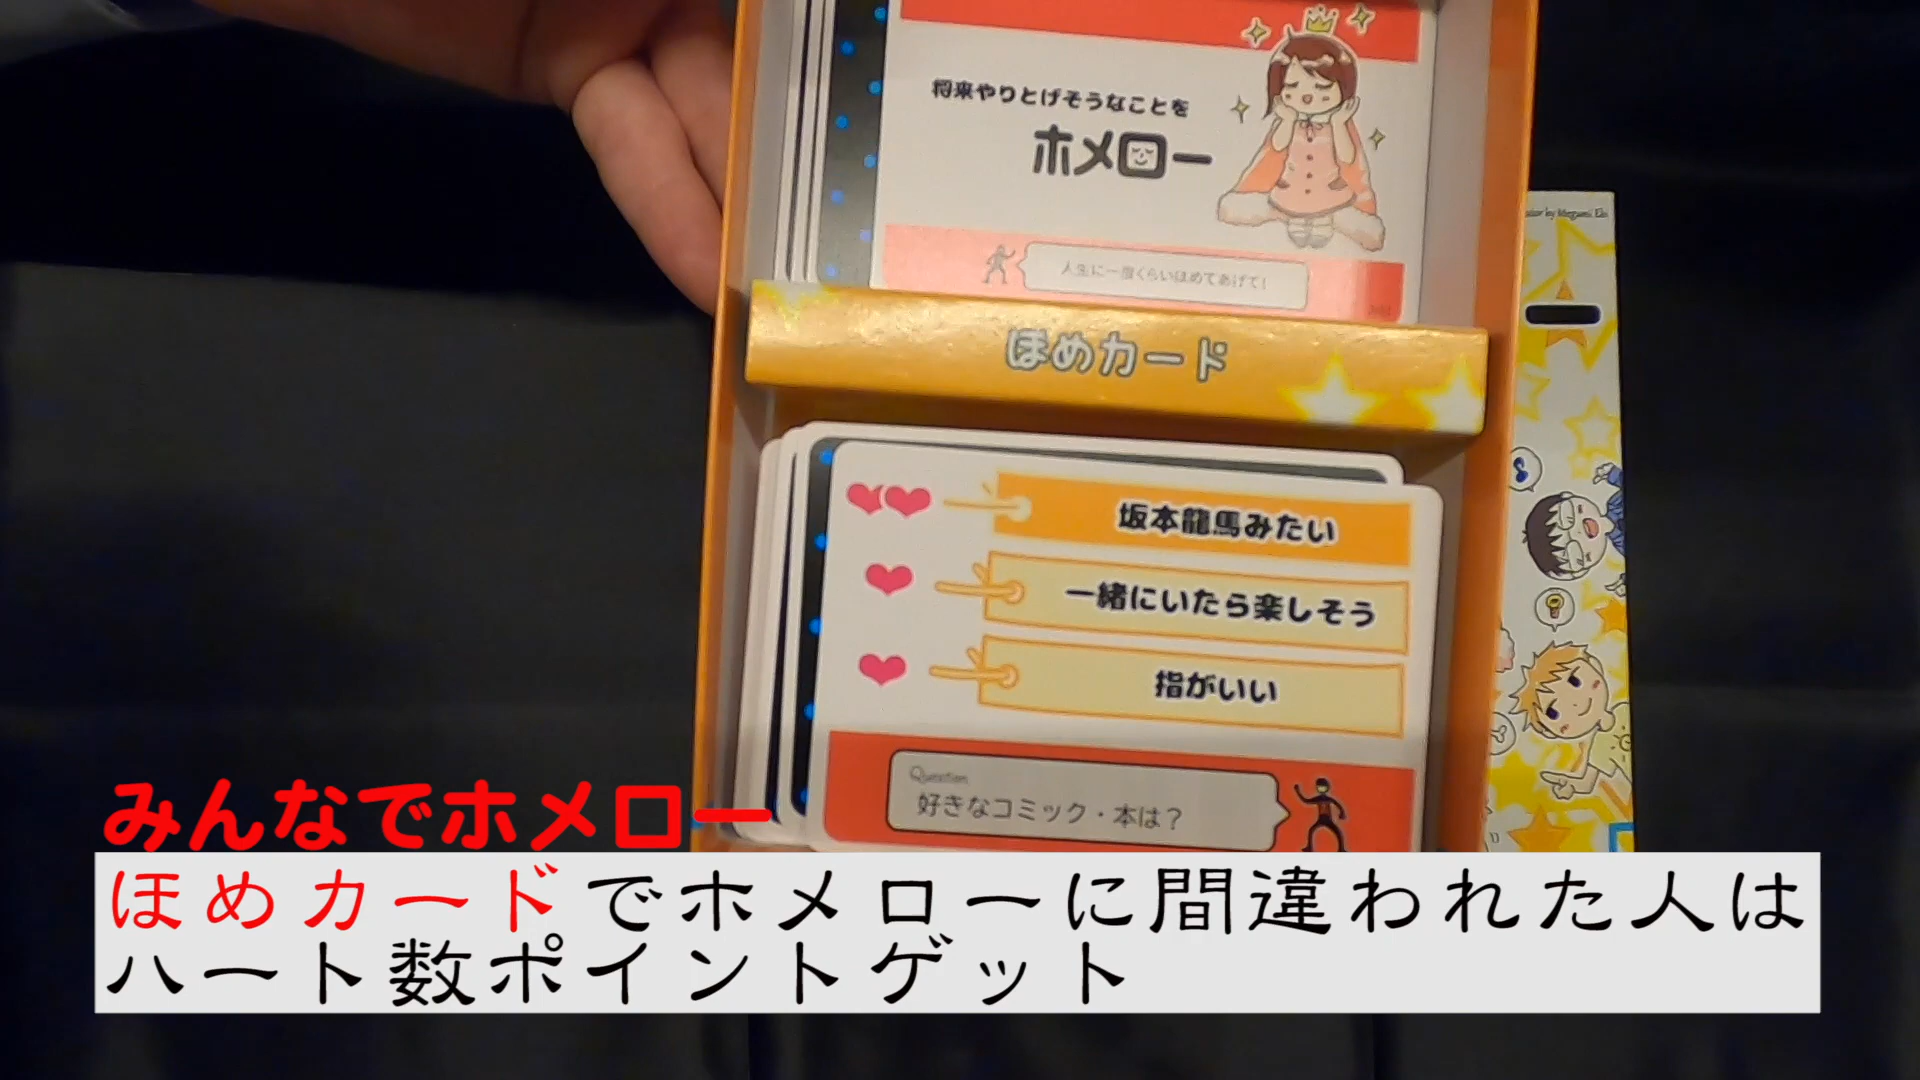 将来やりとげそうなことを
ホメロー
人生に一度くらいほめてあげて!
ほめカード
坂本龍馬みたい
一緒にいたら楽しそう
指がいい
Question
好きなコミック・本は?
みんなでホメロー
ほめカードでホメローに間違われた人は
ハート数ポイントゲット